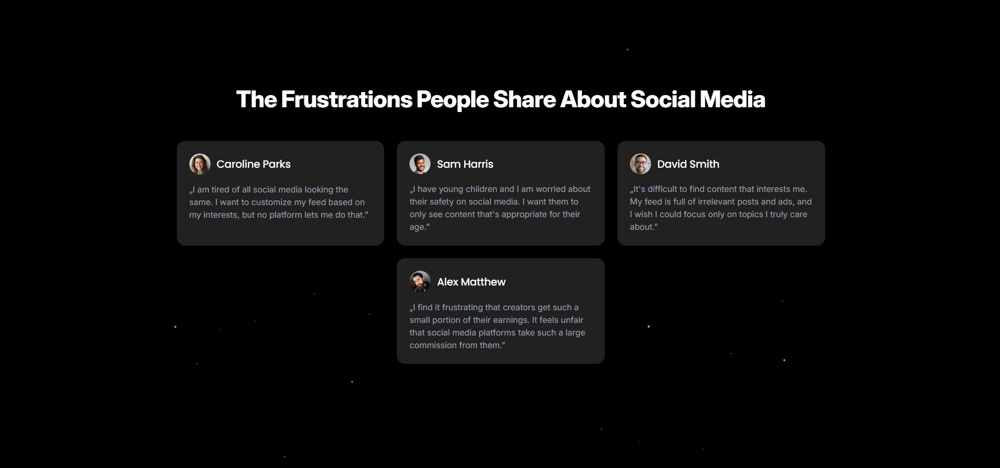 The Frustrations People Share About Social Media
Caroline Parks
„I am tired of all social media looking the
same. I want to customize my feed based on
my interests, but no platform lets me do that.”
Sam Harris
„I have young children and I am worried about
their safety on social media. I want them to
only see content that's appropriate for their
age.”
David Smith
„It's difficult to find content that interests me.
My feed is full of irrelevant posts and ads, and
I wish I could focus only on topics I truly care
about.”
Alex Matthew
„I find it frustrating that creators get such a
small portion of their earnings. It feels unfair
that social media platforms take such a large
commission from them.”